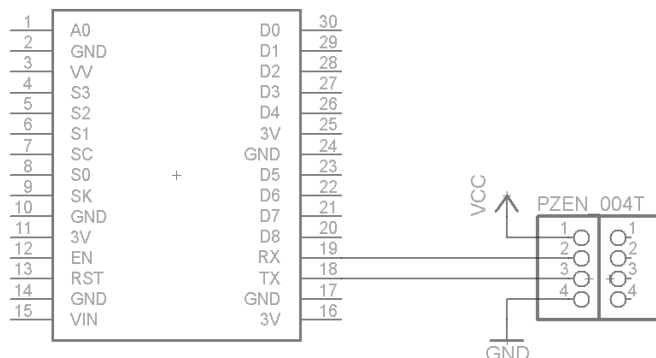 1 A0 D0 30
2 GND D1 29
3 VV D2 28
4 S3 D3 27
5 S2 D4 26
6 S1 3V 25
7 SC GND 24
8 S0 D5 23
9 SK D6 22
10 GND D7 21
11 3V D8 20
12 EN RX 19
13 RST TX 18
14 GND GND 17
15 VIN 3V 16
VCC
PZEN 004T
1 1
2 2
3 3
4 4
GND